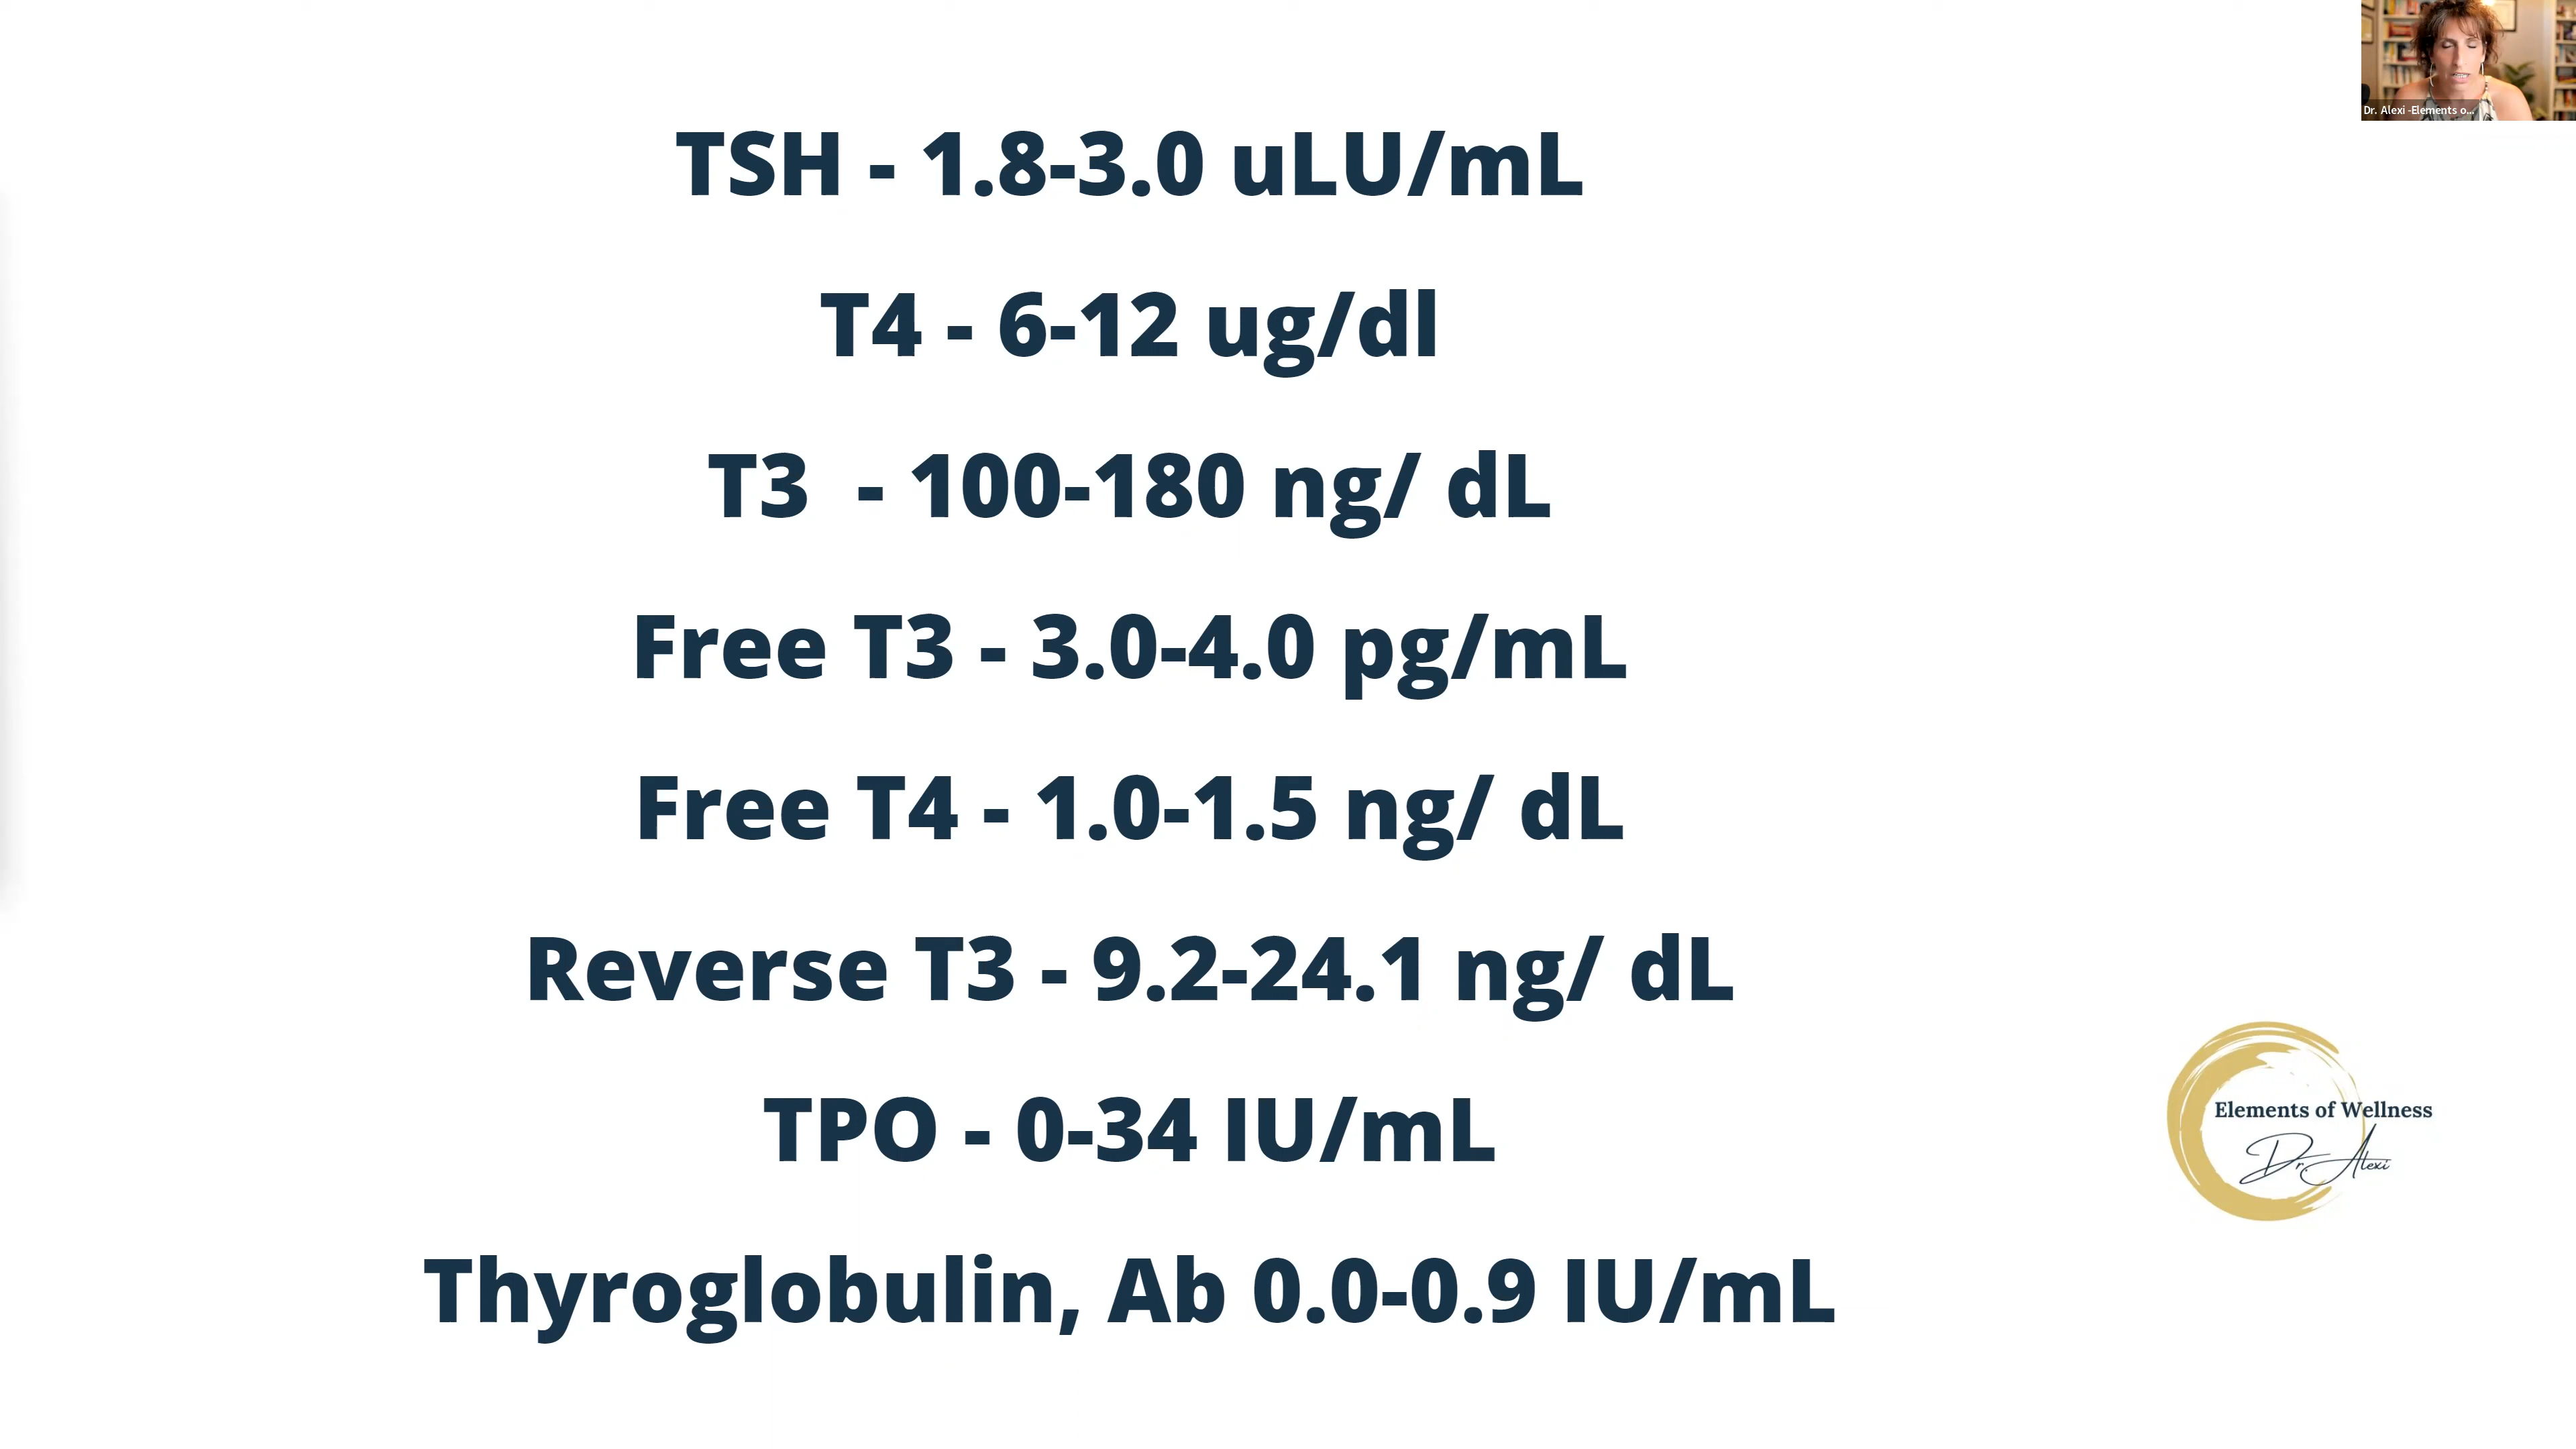 Dr. Alexi -Elements o...
TSH - 1.8-3.0 uLU/mL
T4 - 6-12 ug/dl
T3 - 100-180 ng/ dL
Free T3 - 3.0-4.0 pg/mL
Free T4 - 1.0-1.5 ng/ dL
Reverse T3 - 9.2-24.1 ng/ dL
TPO - 0-34 IU/mL
Elements of Wellness
Dr. Alexi
Thyroglobulin, Ab 0.0-0.9 IU/mL